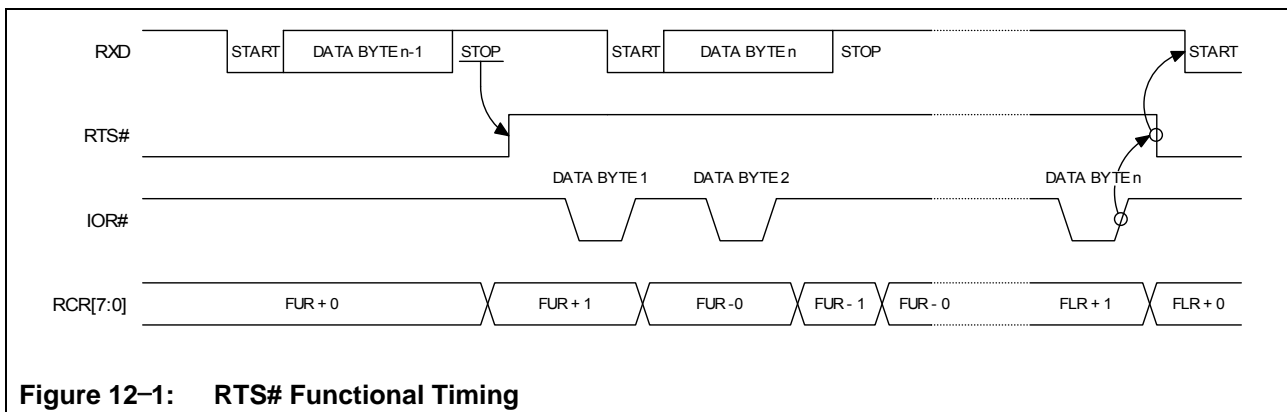 RXD START DATA BYTE n-1 STOP START DATA BYTE n STOP START
RTS#
DATA BYTE 1 DATA BYTE 2 DATA BYTE n
IOR#
RCR[7:0] FUR + 0 FUR + 1 FUR - 0 FUR - 1 FUR - 0 FLR + 1 FLR + 0
Figure 12–1: RTS# Functional Timing